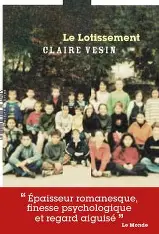 Le Lotissement
CLAIRE VESIN
“ Épaisseur romanesque,
finesse psychologique
et regard aiguisé ”
Le Monde